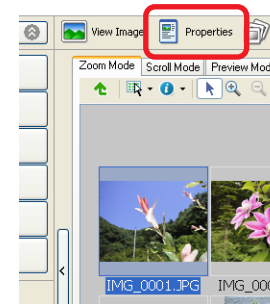 View Image Properties
Zoom Mode Scroll Mode Preview Mod
IMG_0001.JPG IMG_000